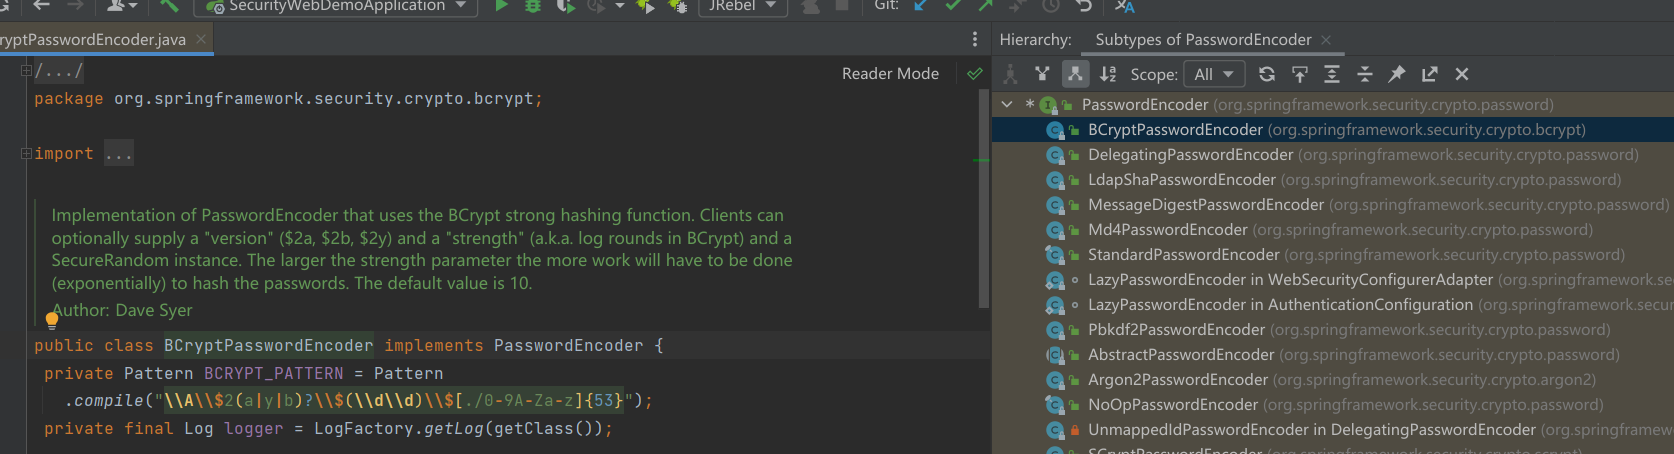 SecurityWebDemoApplication
JRebel
Git:
ryptPasswordEncoder.java
Hierarchy:
Subtypes of PasswordEncoder
/.../
Reader Mode
Scope:
All
package org.springframework.security.crypto.bcrypt;
import ...
Implementation of PasswordEncoder that uses the BCrypt strong hashing function. Clients can
optionally supply a "version" ($2a, $2b, $2y) and a "strength" (a.k.a. log rounds in BCrypt) and a
SecureRandom instance. The larger the strength parameter the more work will have to be done
(exponentially) to hash the passwords. The default value is 10.
Author: Dave Syer
public class BCryptPasswordEncoder implements PasswordEncoder {
private Pattern BCRYPT_PATTERN = Pattern
.compile("\\A\\$2(a|y|b)?\\$(\\d\\d)\\$[./0-9A-Za-z]{53}");
private final Log logger = LogFactory.getLog(getClass());
PasswordEncoder (org.springframework.security.crypto.password)
BCryptPasswordEncoder (org.springframework.security.crypto.bcrypt)
DelegatingPasswordEncoder (org.springframework.security.crypto.password)
LdapShaPasswordEncoder (org.springframework.security.crypto.password)
MessageDigestPasswordEncoder (org.springframework.security.crypto.password)
Md4PasswordEncoder (org.springframework.security.crypto.password)
StandardPasswordEncoder (org.springframework.security.crypto.password)
LazyPasswordEncoder in WebSecurityConfigurerAdapter (org.springframework.se
LazyPasswordEncoder in AuthenticationConfiguration (org.springframework.secur
Pbkdf2PasswordEncoder (org.springframework.security.crypto.password)
AbstractPasswordEncoder (org.springframework.security.crypto.password)
Argon2PasswordEncoder (org.springframework.security.crypto.argon2)
NoOpPasswordEncoder (org.springframework.security.crypto.password)
UnmappedIdPasswordEncoder in DelegatingPasswordEncoder (org.springframew
SCryptPasswordEncoder (org.springframework.security.crypto.scrypt)